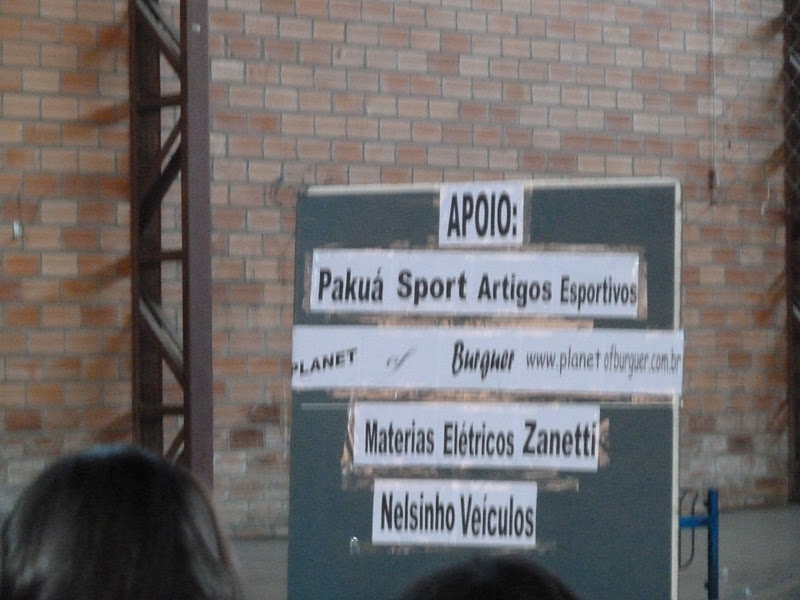 APOIO:
Pakuá Sport Artigos Esportivos
PLANET of Burguer www.planetofburguer.com.br
Materias Elétricos Zanetti
Nelsinho Veículos